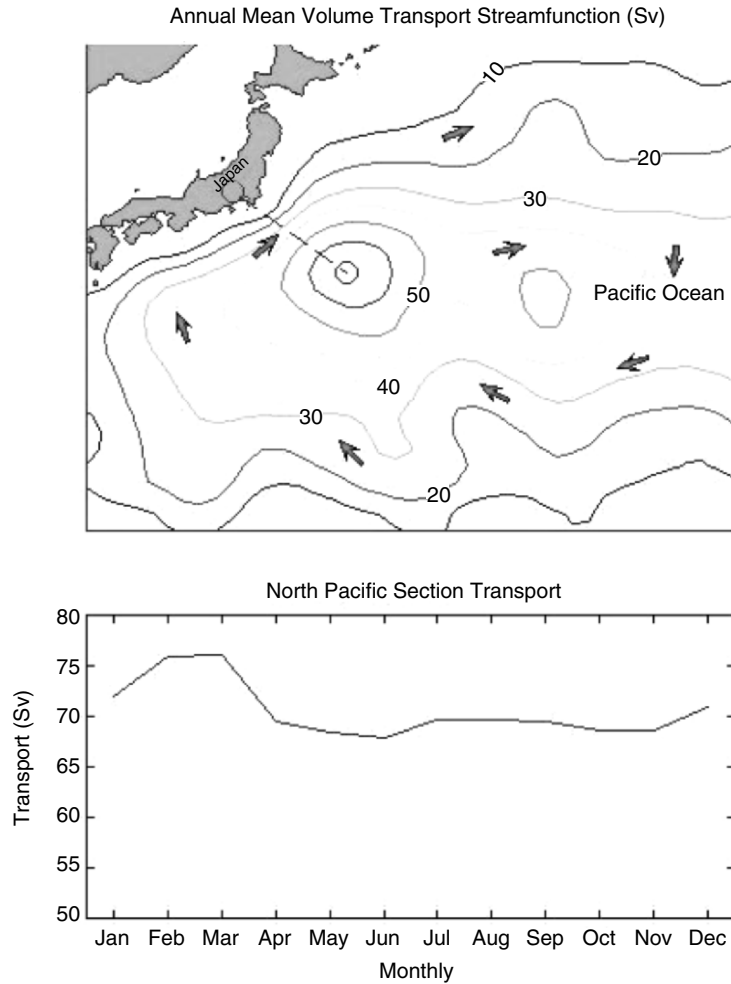 Annual Mean Volume Transport Streamfunction (Sv)
10
Japan
20
30
50
Pacific Ocean
40
30
20
North Pacific Section Transport
80
75
70
65
60
55
50
Transport (Sv)
Jan Feb Mar Apr May Jun Jul Aug Sep Oct Nov Dec
Monthly